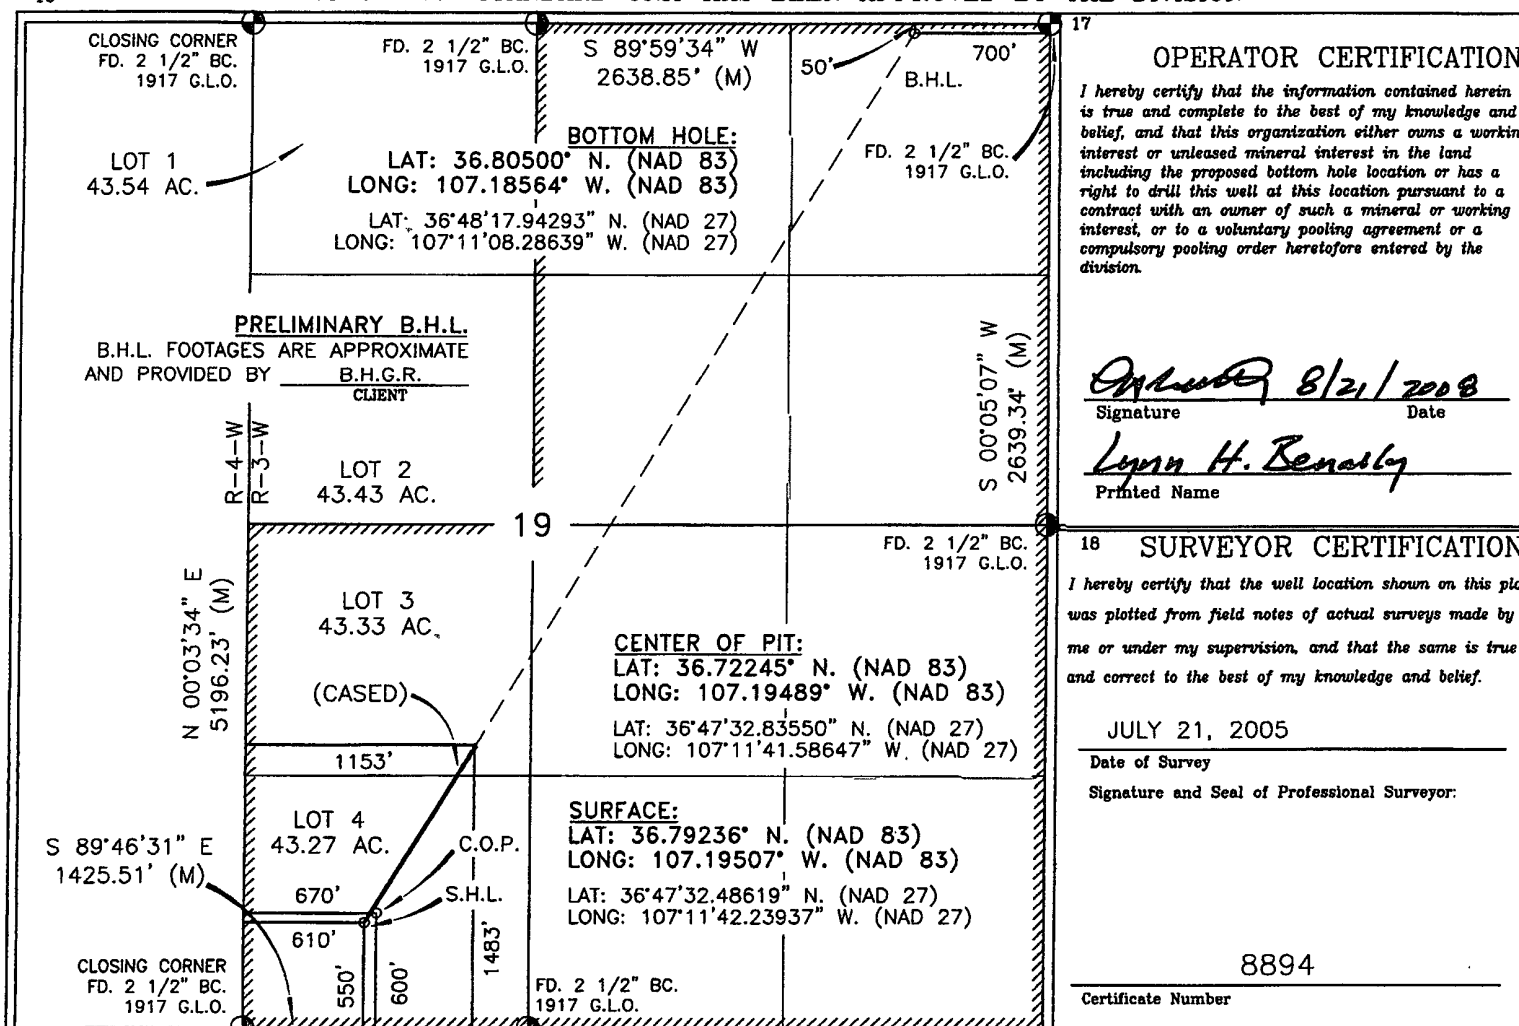 CLOSING CORNER
FD. 2 1/2" BC.
1917 G.L.O.
FD. 2 1/2" BC.
1917 G.L.O.
S 89°59'34" W
2638.85' (M)
50'
700'
B.H.L.
LOT 1
43.54 AC.
BOTTOM HOLE:
LAT: 36.80500° N. (NAD 83)
LONG: 107.18564° W. (NAD 83)
LAT: 36°48'17.94293" N. (NAD 27)
LONG: 107°11'08.28639" W. (NAD 27)
FD. 2 1/2" BC.
1917 G.L.O.
PRELIMINARY B.H.L.
B.H.L. FOOTAGES ARE APPROXIMATE
AND PROVIDED BY B.H.G.R.
CLIENT
R-4-W
R-3-W
LOT 2
43.43 AC.
S 00°05'07" W
2639.34' (M)
19
FD. 2 1/2" BC.
1917 G.L.O.
N 00°03'34" E
5196.23' (M)
LOT 3
43.33 AC.
(CASED)
CENTER OF PIT:
LAT: 36.72245° N. (NAD 83)
LONG: 107.19489° W. (NAD 83)
LAT: 36°47'32.83550" N. (NAD 27)
LONG: 107°11'41.58647" W. (NAD 27)
1153'
LOT 4
43.27 AC.
C.O.P.
S.H.L.
S 89°46'31" E
1425.51' (M)
670'
610'
550'
600'
1483'
SURFACE:
LAT: 36.79236° N. (NAD 83)
LONG: 107.19507° W. (NAD 83)
LAT: 36°47'32.48619" N. (NAD 27)
LONG: 107°11'42.23937" W. (NAD 27)
CLOSING CORNER
FD. 2 1/2" BC.
1917 G.L.O.
FD. 2 1/2" BC.
1917 G.L.O.
17
OPERATOR CERTIFICATION
I hereby certify that the information contained herein
is true and complete to the best of my knowledge and
belief, and that this organization either owns a workin
interest or unleased mineral interest in the land
including the proposed bottom hole location or has a
right to drill this well at this location pursuant to a
contract with an owner of such a mineral or working
interest, or to a voluntary pooling agreement or a
compulsory pooling order heretofore entered by the
division.
8/21/2008
Signature Date
Lynn H. Benally
Printed Name
18 SURVEYOR CERTIFICATION
I hereby certify that the well location shown on this pla
was plotted from field notes of actual surveys made by
me or under my supervision, and that the same is true
and correct to the best of my knowledge and belief.
JULY 21, 2005
Date of Survey
Signature and Seal of Professional Surveyor:
8894
Certificate Number